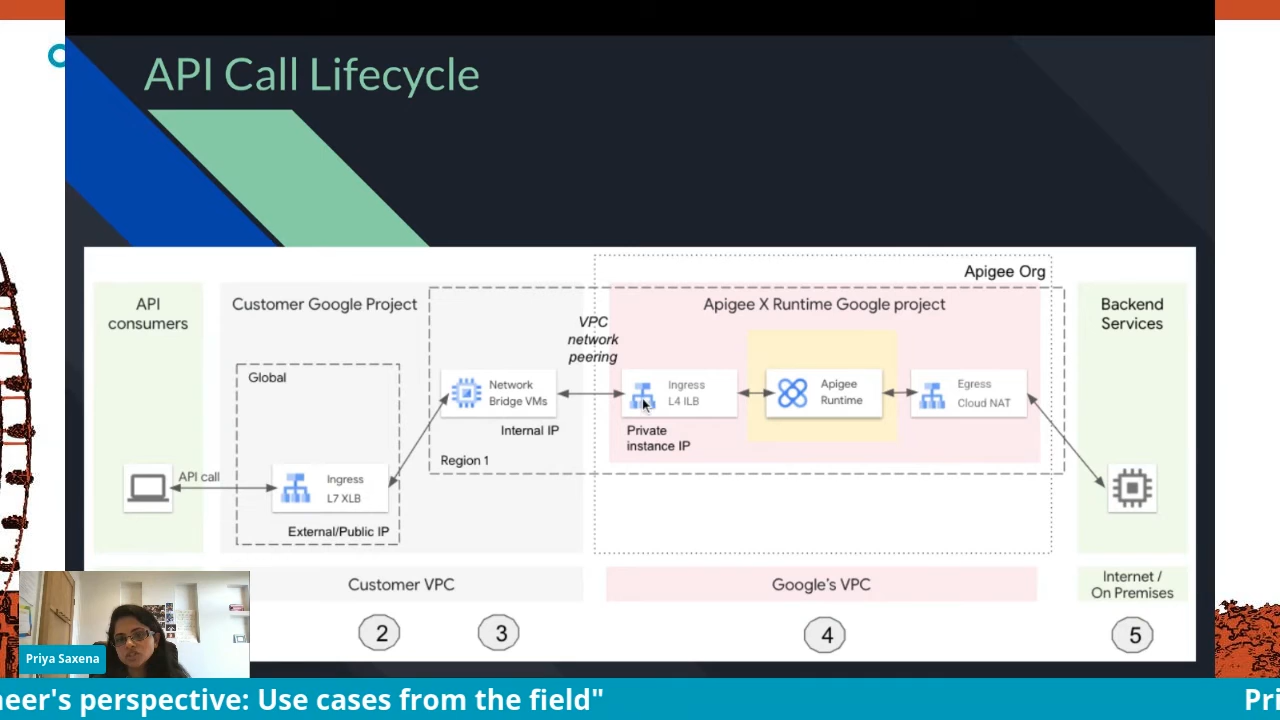 API Call Lifecycle
Apigee Org
API
consumers
Customer Google Project
Apigee X Runtime Google project
Backend
Services
VPC
network
peering
Global
Network
Bridge VMs
Ingress
L4 ILB
Apigee
Runtime
Egress
Cloud NAT
Internal IP
Private
instance IP
Region 1
API call
Ingress
L7 XLB
External/Public IP
Customer VPC
Google's VPC
Internet /
On Premises
2
3
4
5
Priya Saxena
eer's perspective: Use cases from the field"
Pri